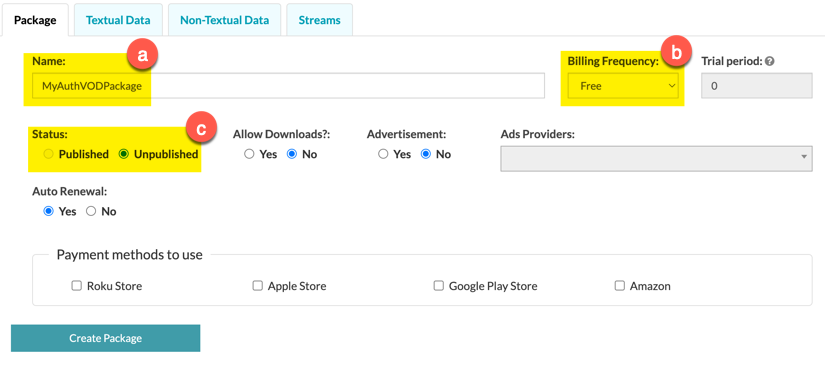 Package Textual Data Non-Textual Data Streams
a b
Name: Billing Frequency: Trial period: ?
MyAuthVODPackage Free 0
c
Status: Allow Downloads?: Advertisement: Ads Providers:
Published Unpublished Yes No Yes No
Auto Renewal:
Yes No
Payment methods to use
Roku Store Apple Store Google Play Store Amazon
Create Package